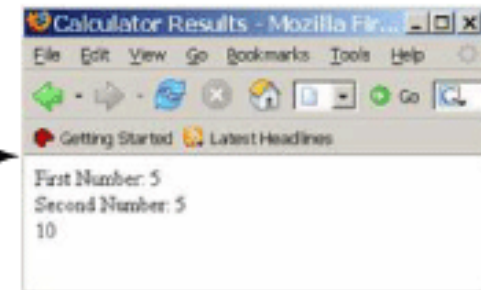 Calculator Results - Mozilla Fir...
File Edit View Go Bookmarks Tools Help
Go
Getting Started Latest Headlines
First Number: 5
Second Number: 5
10